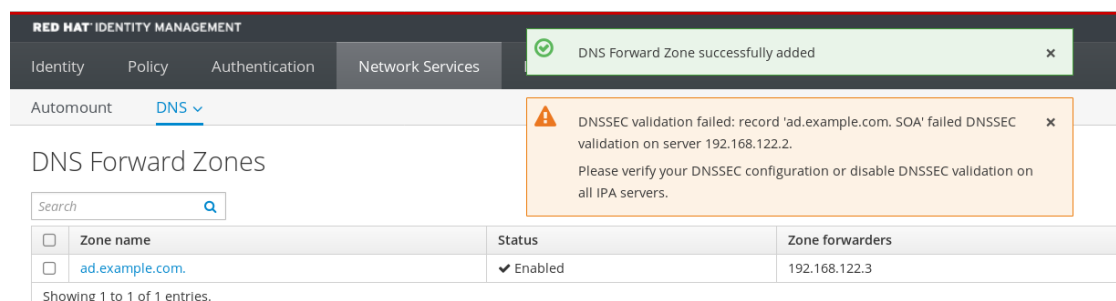 RED HAT® IDENTITY MANAGEMENT
DNS Forward Zone successfully added
Identity Policy Authentication Network Services
Automount DNS
DNSSEC validation failed: record 'ad.example.com. SOA' failed DNSSEC
validation on server 192.168.122.2.
Please verify your DNSSEC configuration or disable DNSSEC validation on
all IPA servers.
DNS Forward Zones
Search
Zone name Status Zone forwarders
ad.example.com. Enabled 192.168.122.3
Showing 1 to 1 of 1 entries.